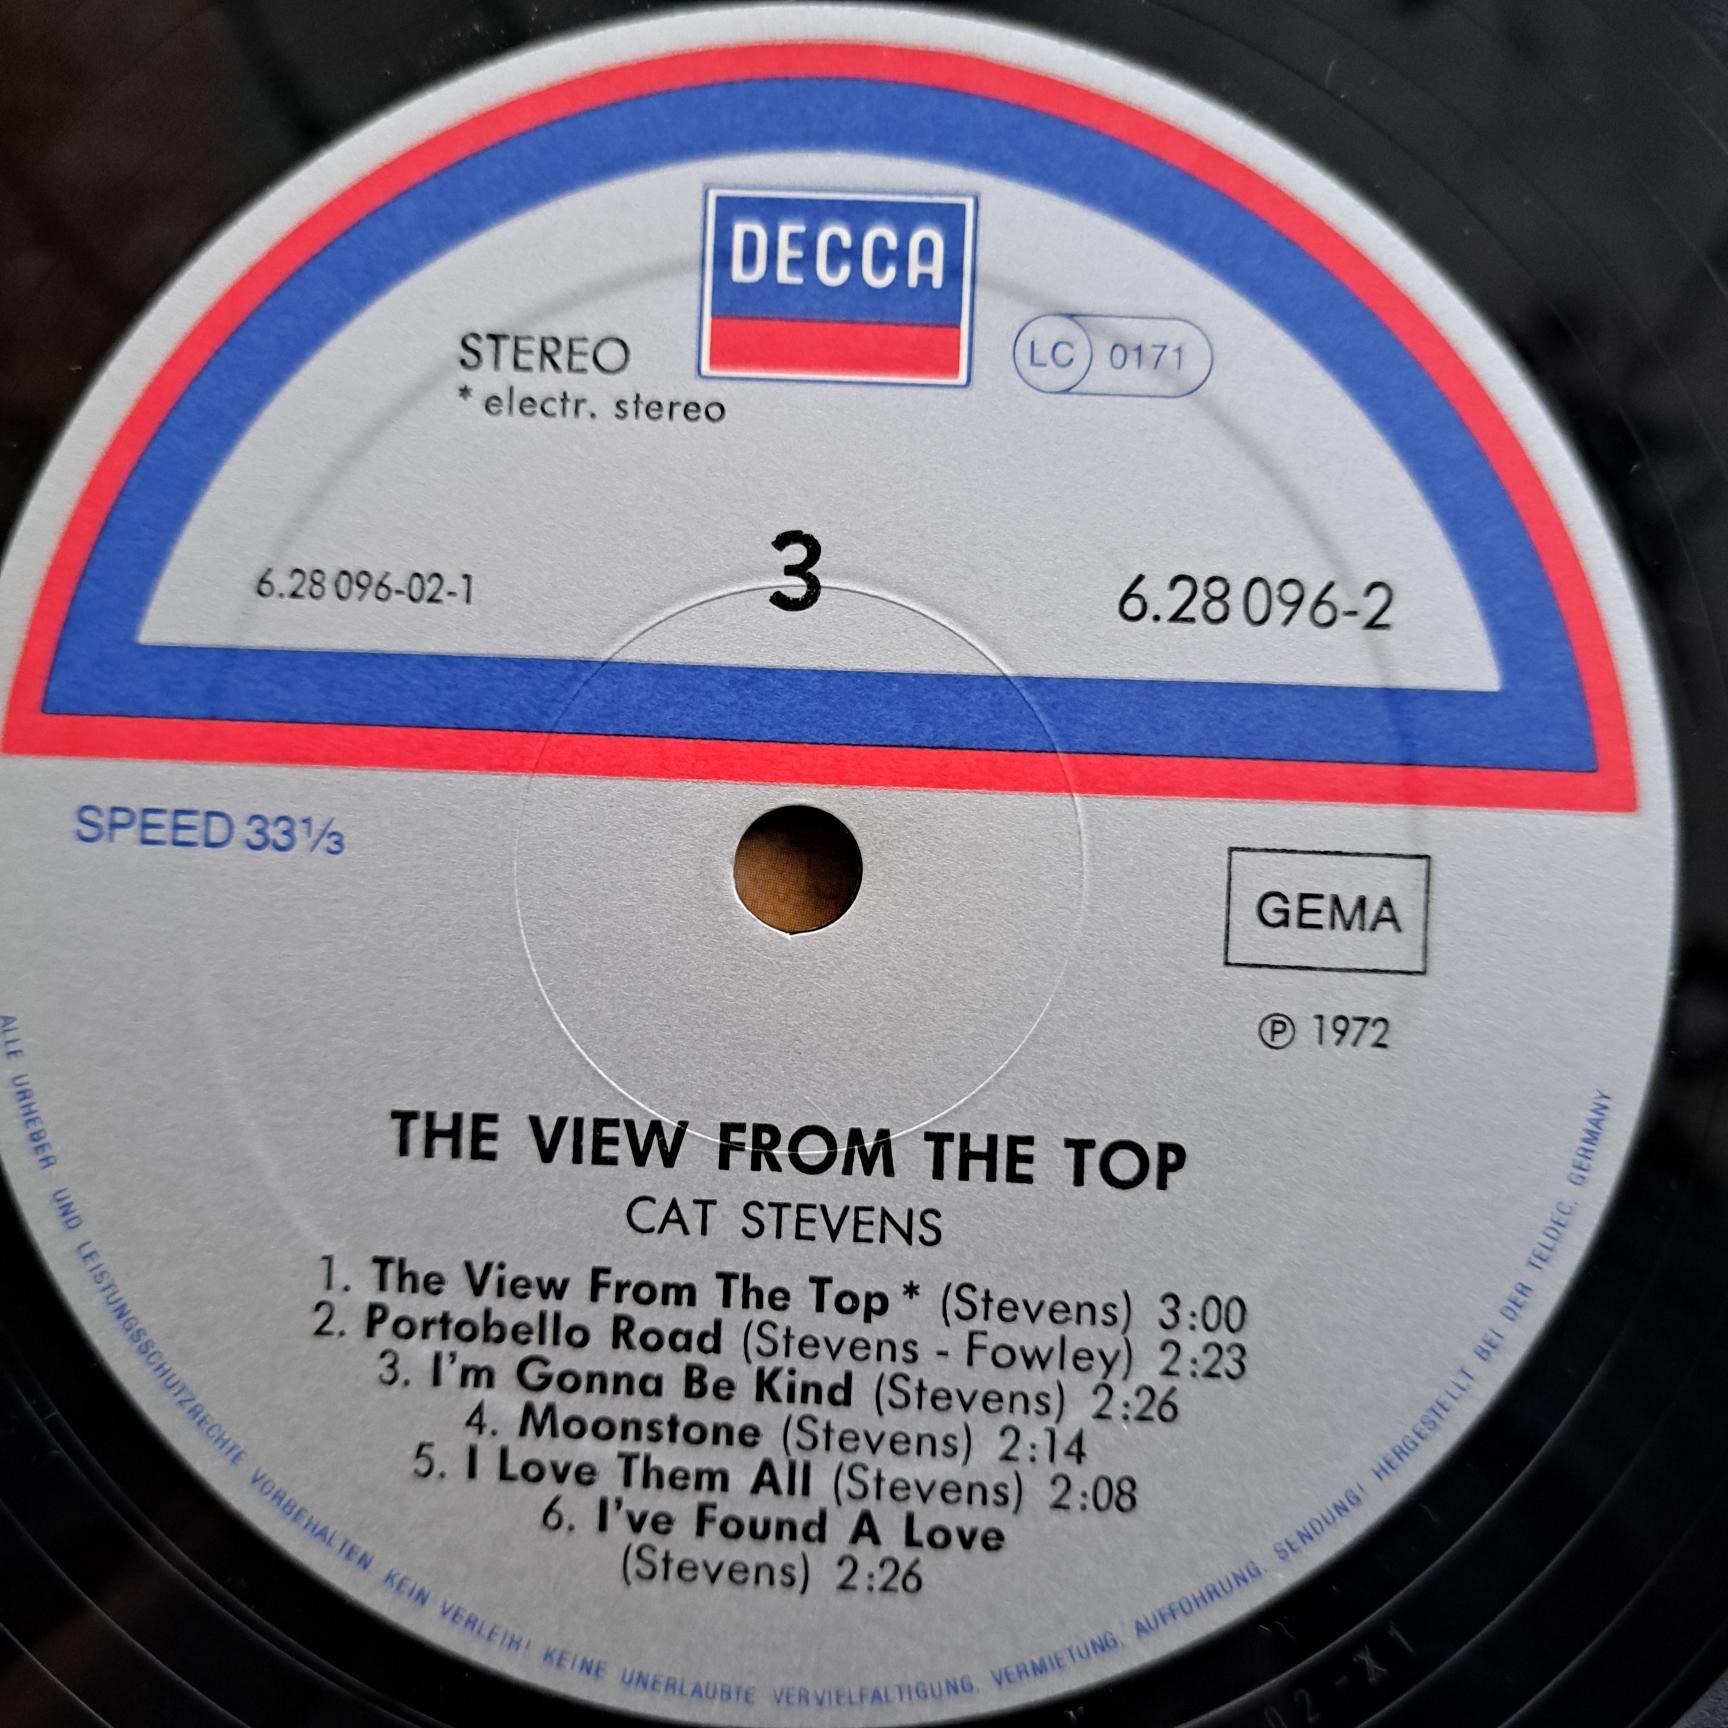 DECCA
STEREO
* electr. stereo
LC 0171
3
6.28 096-02-1
6.28 096-2
SPEED 33⅓
GEMA
Ⓟ 1972
THE VIEW FROM THE TOP
CAT STEVENS
1. The View From The Top * (Stevens) 3:00
2. Portobello Road (Stevens - Fowley) 2:23
3. I'm Gonna Be Kind (Stevens) 2:26
4. Moonstone (Stevens) 2:14
5. I Love Them All (Stevens) 2:08
6. I've Found A Love
(Stevens) 2:26
ALLE URHEBER UND LEISTUNGSSCHUTZRECHTE VORBEHALTEN KEIN VERLEIH! KEINE UNERLAUBTE VERVIELFÄLTIGUNG, VERMIETUNG, AUFFÜHRUNG, SENDUNG! HERGESTELLT BEI DER TELDEC, GERMANY